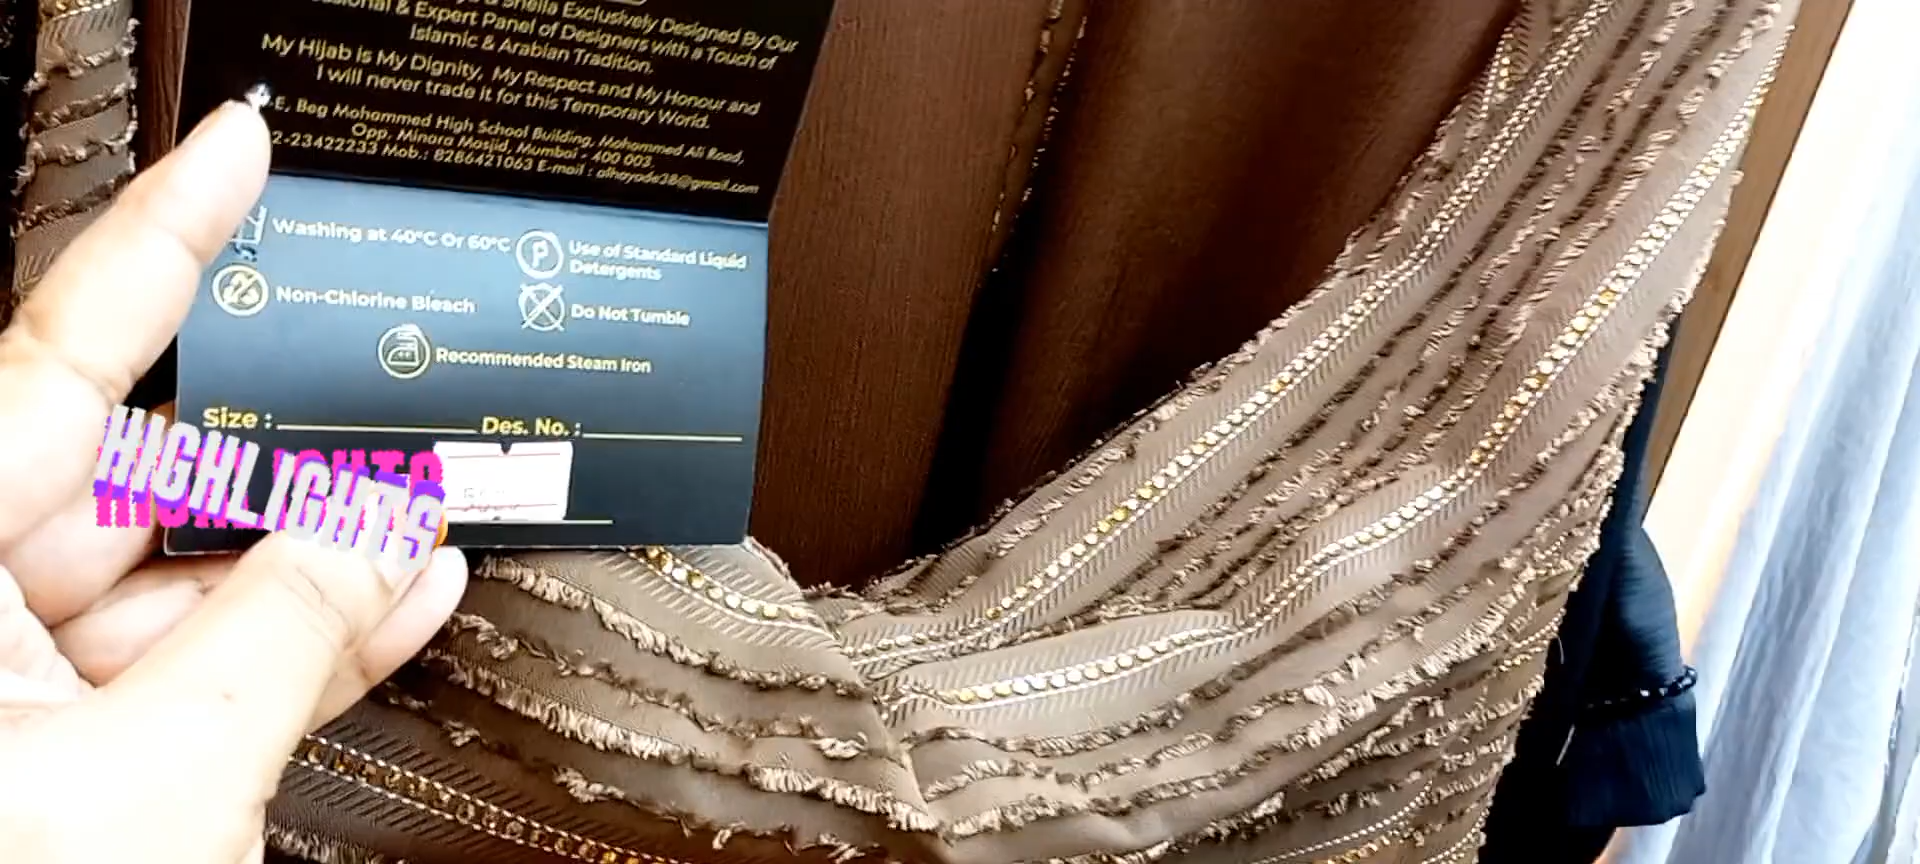 Exclusively Designed By Our
& Expert Panel of Designers with a Touch of
Islamic & Arabian Tradition.
My Hijab is My Dignity, My Respect and My Honour and
I will never trade it for this Temporary World.
Beg Mohammed High School Building, Mohammed Ali Road,
Opp. Minara Masjid, Mumbai - 400 003.
2-23422233 Mob.: 8286421063 E-mail :
Washing at 40°C Or 60°C
P
Use of Standard Liquid
Detergents
Non-Chlorine Bleach
Do Not Tumble
Recommended Steam Iron
Size :
Des. No. :
HIGHLIGHTS